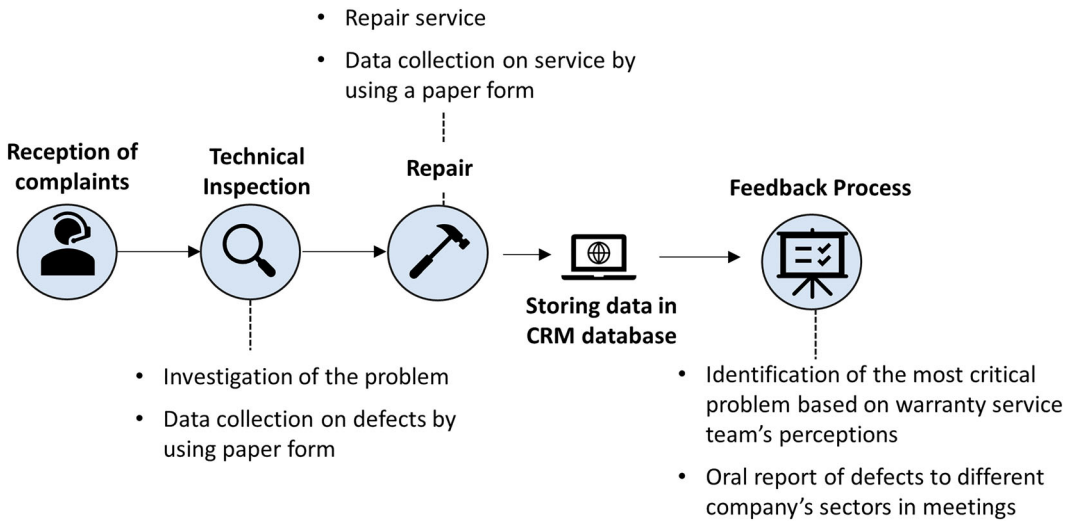 • Repair service
• Data collection on service by
using a paper form
Reception of
complaints
Technical
Inspection
Repair
Feedback Process
Storing data in
CRM database
• Investigation of the problem
• Data collection on defects by
using paper form
• Identification of the most critical
problem based on warranty service
team's perceptions
• Oral report of defects to different
company's sectors in meetings